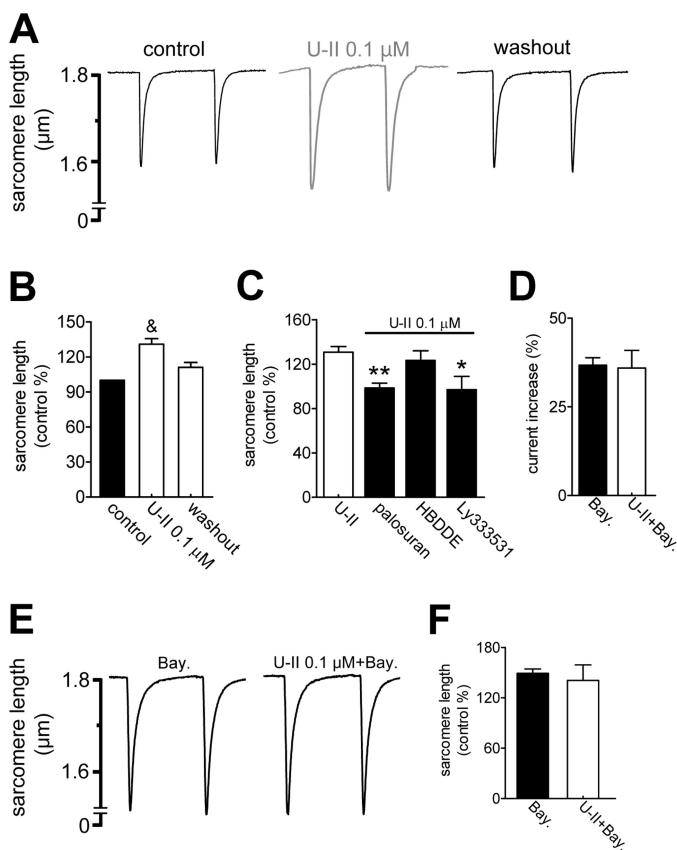 A
control
U-II 0.1 µM
washout
sarcomere length
(µm)
1.8
1.6
0
B
sarcomere length
(control %)
150
120
90
60
30
0
&
control
U-II 0.1 µM
washout
C
sarcomere length
(control %)
160
120
80
40
0
U-II 0.1 µM
**
*
U-II
palosuran
HBDDE
Ly333531
D
current increase (%)
50
25
0
Bay.
U-II+Bay.
E
Bay.
U-II 0.1 µM+Bay.
sarcomere length
(µm)
1.8
1.6
0
F
sarcomere length
(control %)
180
120
60
0
Bay.
U-II+Bay.